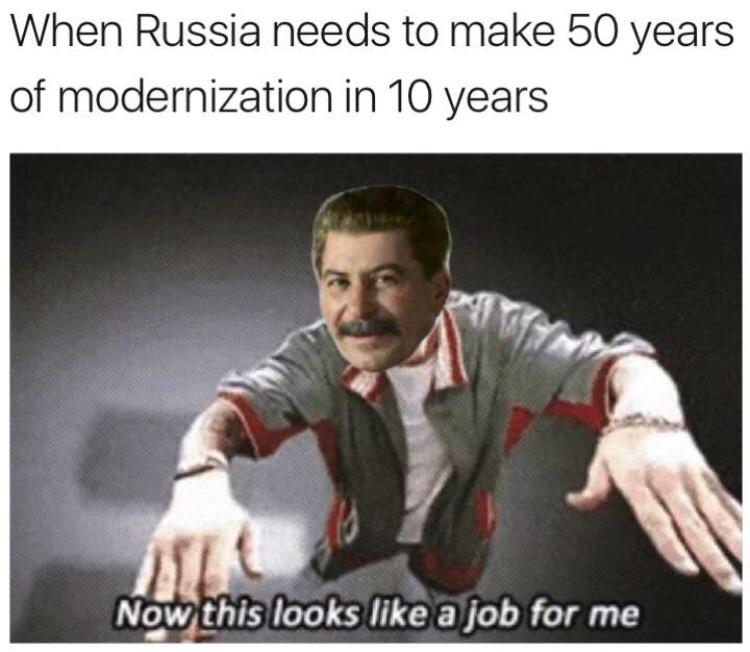 When Russia needs to make 50 years
of modernization in 10 years
Now this looks like a job for me